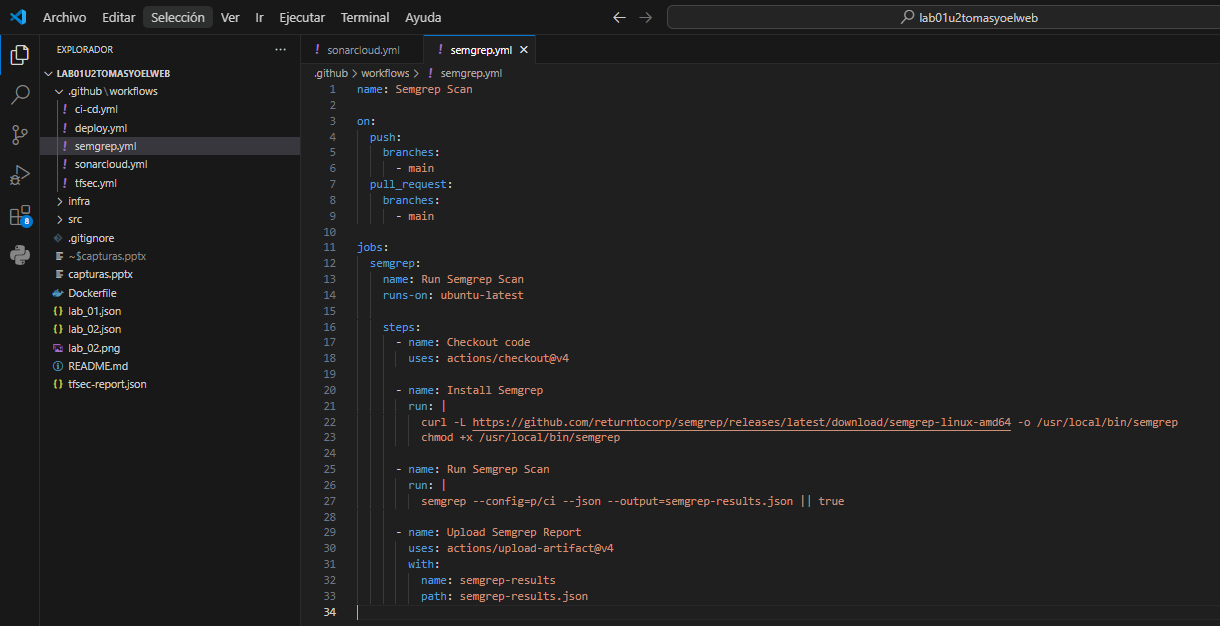 Archivo Editar Selección Ver Ir Ejecutar Terminal Ayuda
lab01u2tomasyoelweb
EXPLORADOR
LAB01U2TOMASYOELWEB
.github\workflows
ci-cd.yml
deploy.yml
semgrep.yml
sonarcloud.yml
tfsec.yml
infra
src
.gitignore
~$capturas.pptx
capturas.pptx
Dockerfile
lab_01.json
lab_02.json
lab_02.png
README.md
tfsec-report.json
8
sonarcloud.yml semgrep.yml
.github > workflows > ! semgrep.yml
1 name: Semgrep Scan
2
3 on:
4   push:
5     branches:
6       - main
7   pull_request:
8     branches:
9       - main
10
11 jobs:
12   semgrep:
13     name: Run Semgrep Scan
14     runs-on: ubuntu-latest
15
16     steps:
17       - name: Checkout code
18         uses: actions/checkout@v4
19
20       - name: Install Semgrep
21         run: |
22           curl -L https://github.com/returntocorp/semgrep/releases/latest/download/semgrep-linux-amd64 -o /usr/local/bin/semgrep
23           chmod +x /usr/local/bin/semgrep
24
25       - name: Run Semgrep Scan
26         run: |
27           semgrep --config=p/ci --json --output=semgrep-results.json || true
28
29       - name: Upload Semgrep Report
30         uses: actions/upload-artifact@v4
31         with:
32           name: semgrep-results
33           path: semgrep-results.json
34